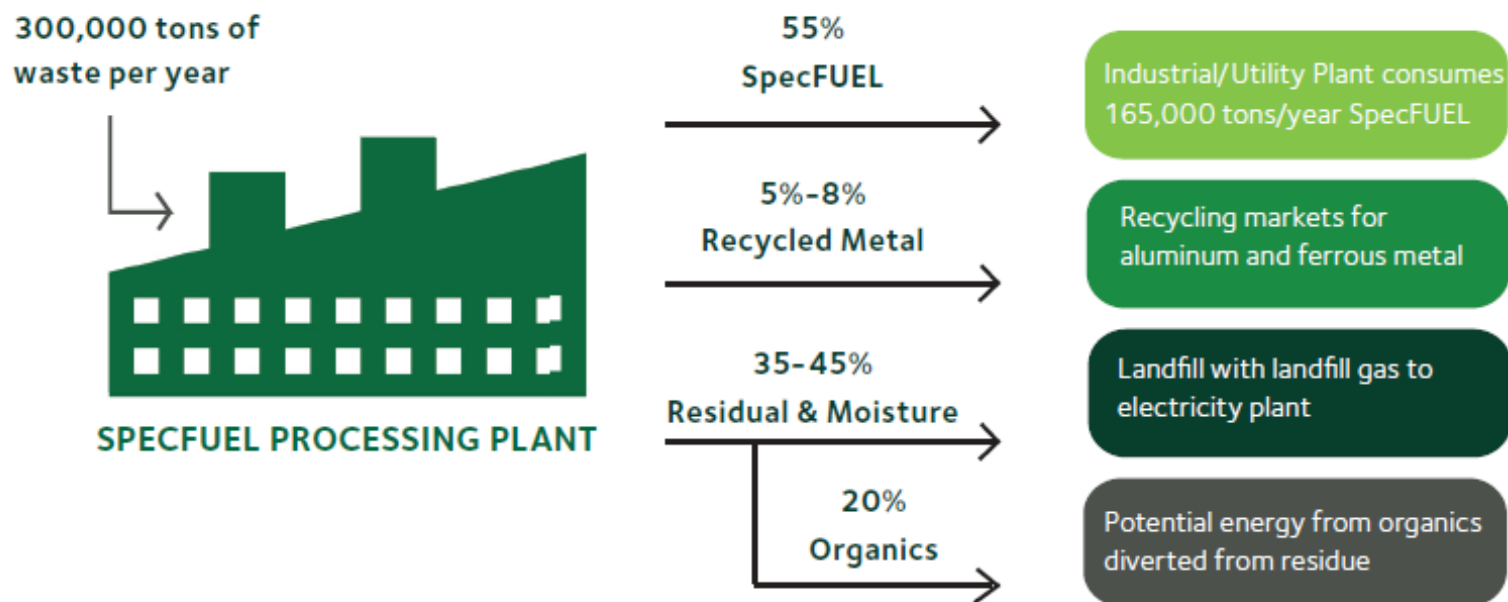 300,000 tons of
waste per year
SPECFUEL PROCESSING PLANT
55%
SpecFUEL
Industrial/Utility Plant consumes
165,000 tons/year SpecFUEL
5%-8%
Recycled Metal
Recycling markets for
aluminum and ferrous metal
35-45%
Residual & Moisture
Landfill with landfill gas to
electricity plant
20%
Organics
Potential energy from organics
diverted from residue